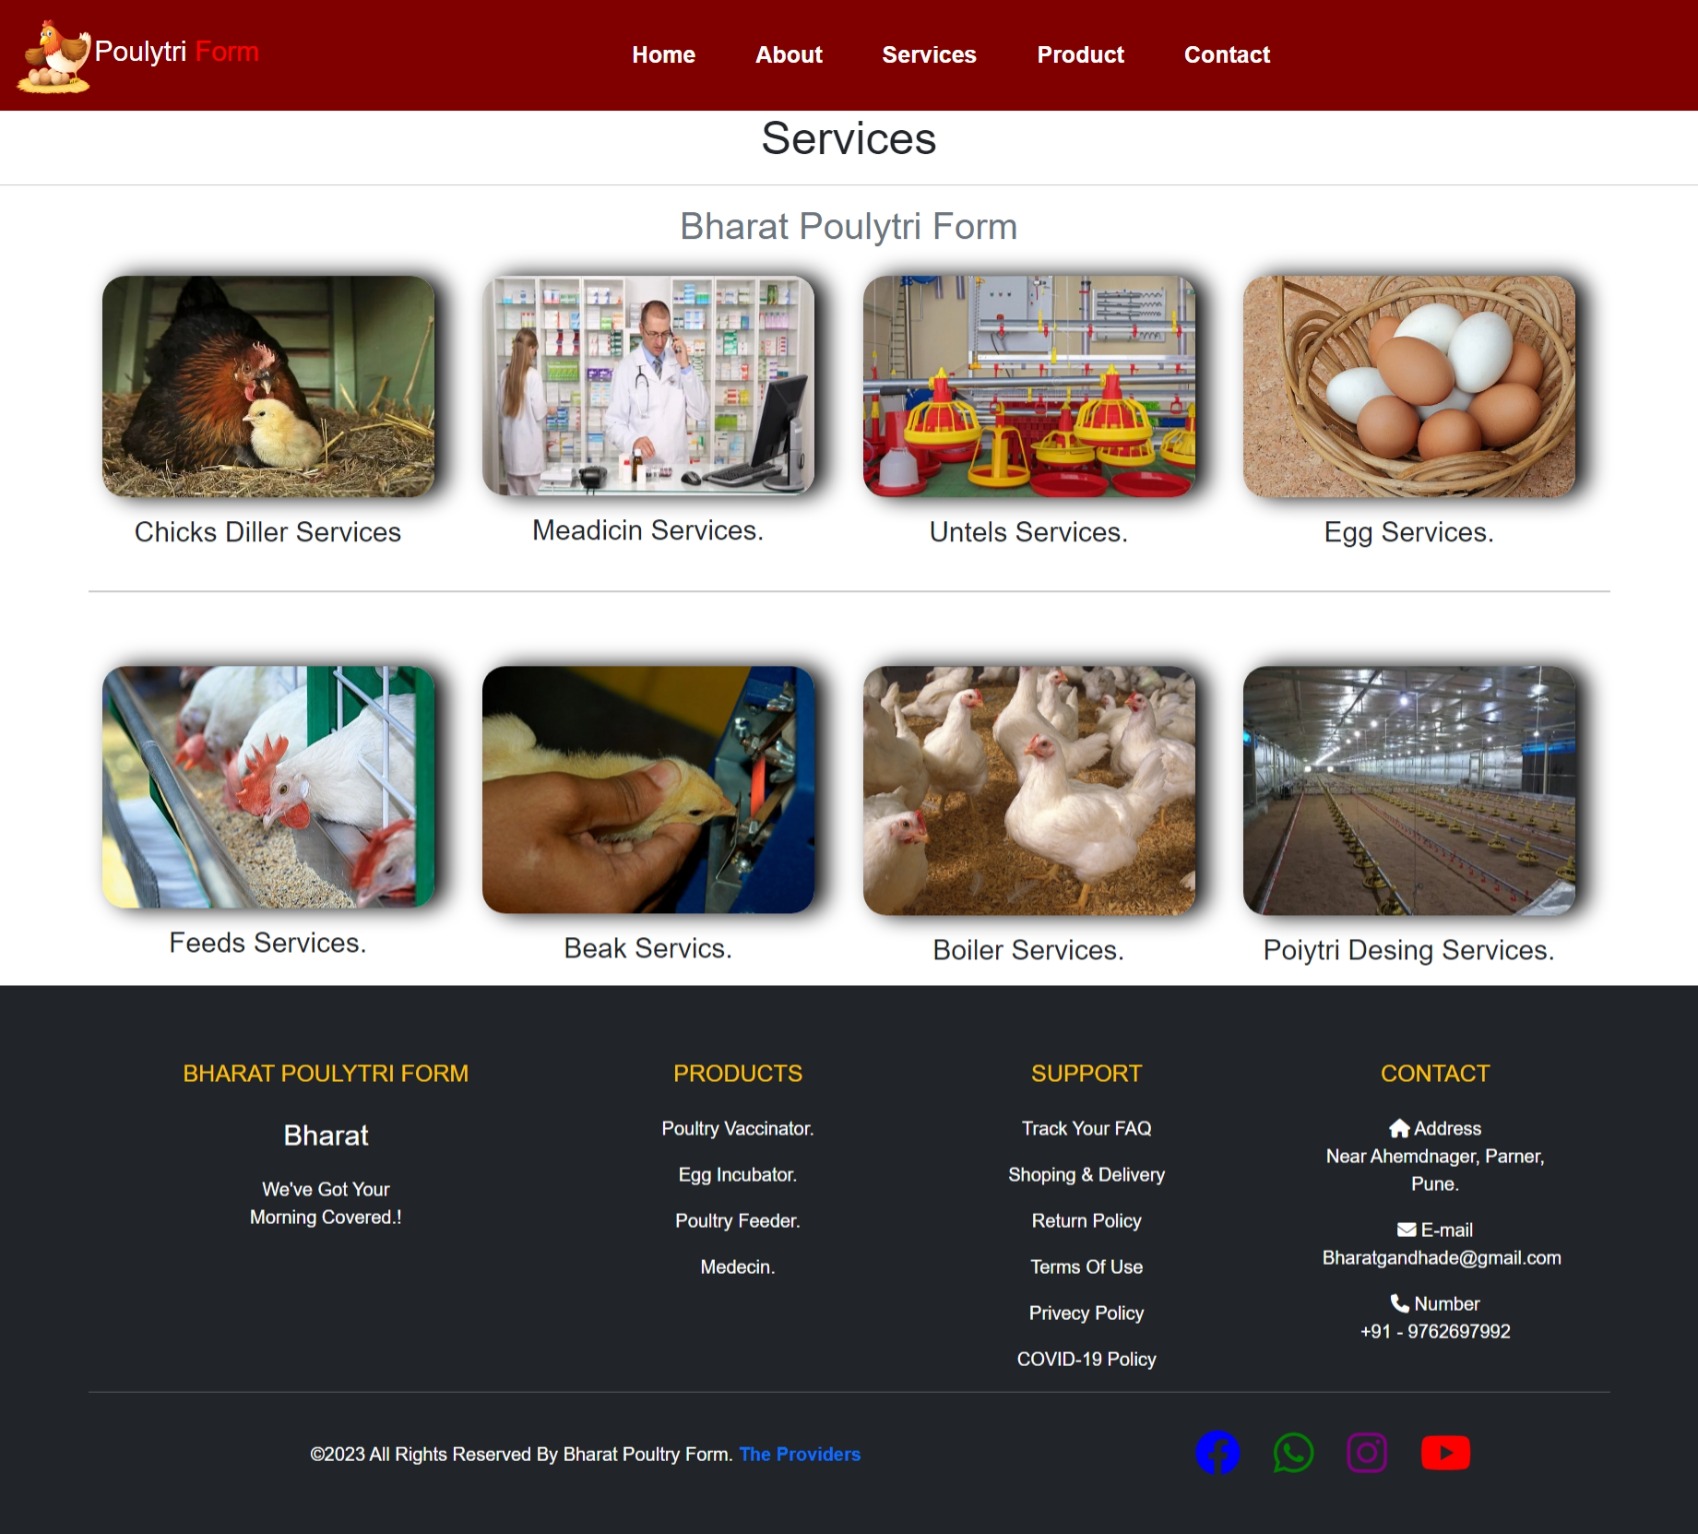 Poulytri Form
Home
About
Services
Product
Contact
Services
Bharat Poulytri Form
Chicks Diller Services
Meadicin Services.
Untels Services.
Egg Services.
Feeds Services.
Beak Servics.
Boiler Services.
Poiytri Desing Services.
BHARAT POULYTRI FORM
Bharat
We've Got Your
Morning Covered.!
PRODUCTS
Poultry Vaccinator.
Egg Incubator.
Poultry Feeder.
Medecin.
SUPPORT
Track Your FAQ
Shoping & Delivery
Return Policy
Terms Of Use
Privecy Policy
COVID-19 Policy
CONTACT
Address
Near Ahemdnager, Parner,
Pune.
E-mail
Bharatgandhade@gmail.com
Number
+91 - 9762697992
©2023 All Rights Reserved By Bharat Poultry Form. The Providers